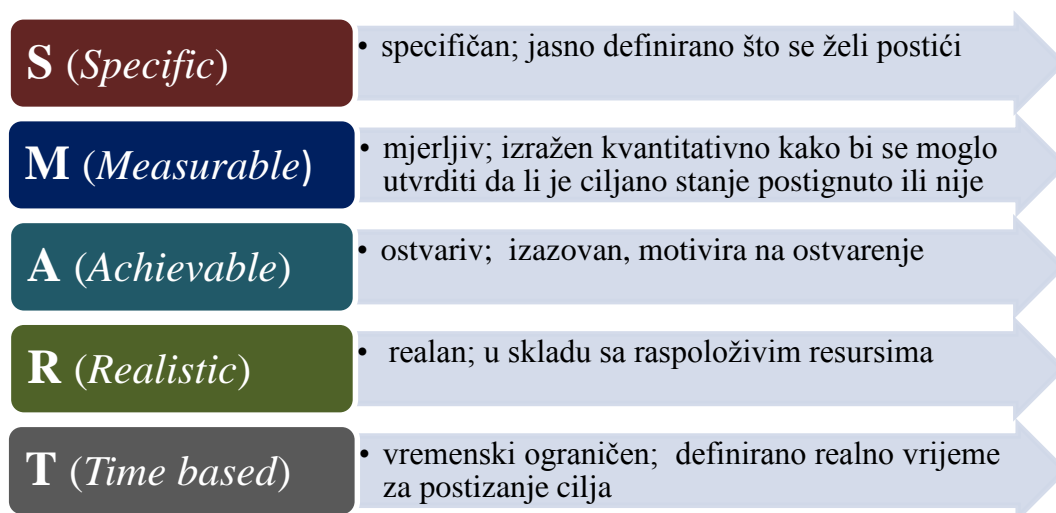 S (Specific)
• specifičan; jasno definirano što se želi postići
M (Measurable)
• mjerljiv; izražen kvantitativno kako bi se moglo
utvrditi da li je ciljano stanje postignuto ili nije
A (Achievable)
• ostvariv; izazovan, motivira na ostvarenje
R (Realistic)
• realan; u skladu sa raspoloživim resursima
T (Time based)
• vremenski ograničen; definirano realno vrijeme
za postizanje cilja